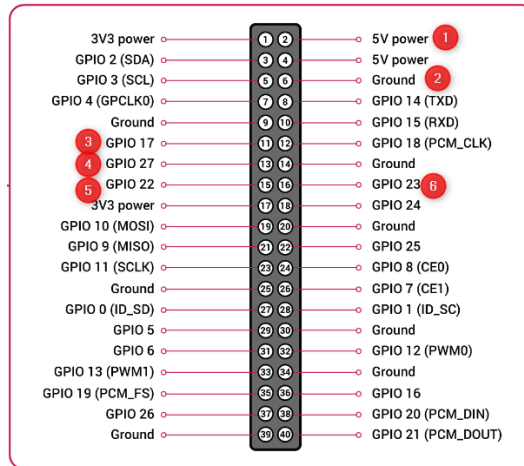 3V3 power 1 2 5V power 1
GPIO 2 (SDA) 3 4 5V power
GPIO 3 (SCL) 5 6 Ground 2
GPIO 4 (GPCLK0) 7 8 GPIO 14 (TXD)
Ground 9 10 GPIO 15 (RXD)
3 GPIO 17 11 12 GPIO 18 (PCM_CLK)
4 GPIO 27 13 14 Ground
5 GPIO 22 15 16 GPIO 23 6
3V3 power 17 18 GPIO 24
GPIO 10 (MOSI) 19 20 Ground
GPIO 9 (MISO) 21 22 GPIO 25
GPIO 11 (SCLK) 23 24 GPIO 8 (CE0)
Ground 25 26 GPIO 7 (CE1)
GPIO 0 (ID_SD) 27 28 GPIO 1 (ID_SC)
GPIO 5 29 30 Ground
GPIO 6 31 32 GPIO 12 (PWM0)
GPIO 13 (PWM1) 33 34 Ground
GPIO 19 (PCM_FS) 35 36 GPIO 16
GPIO 26 37 38 GPIO 20 (PCM_DIN)
Ground 39 40 GPIO 21 (PCM_DOUT)